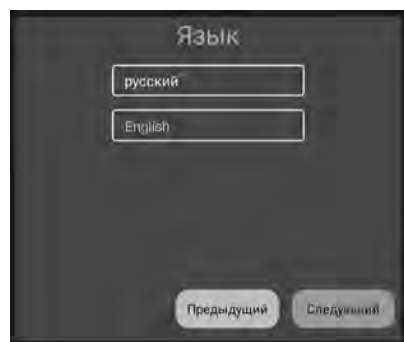 Язык
русский
English
Предыдущий
Следующий